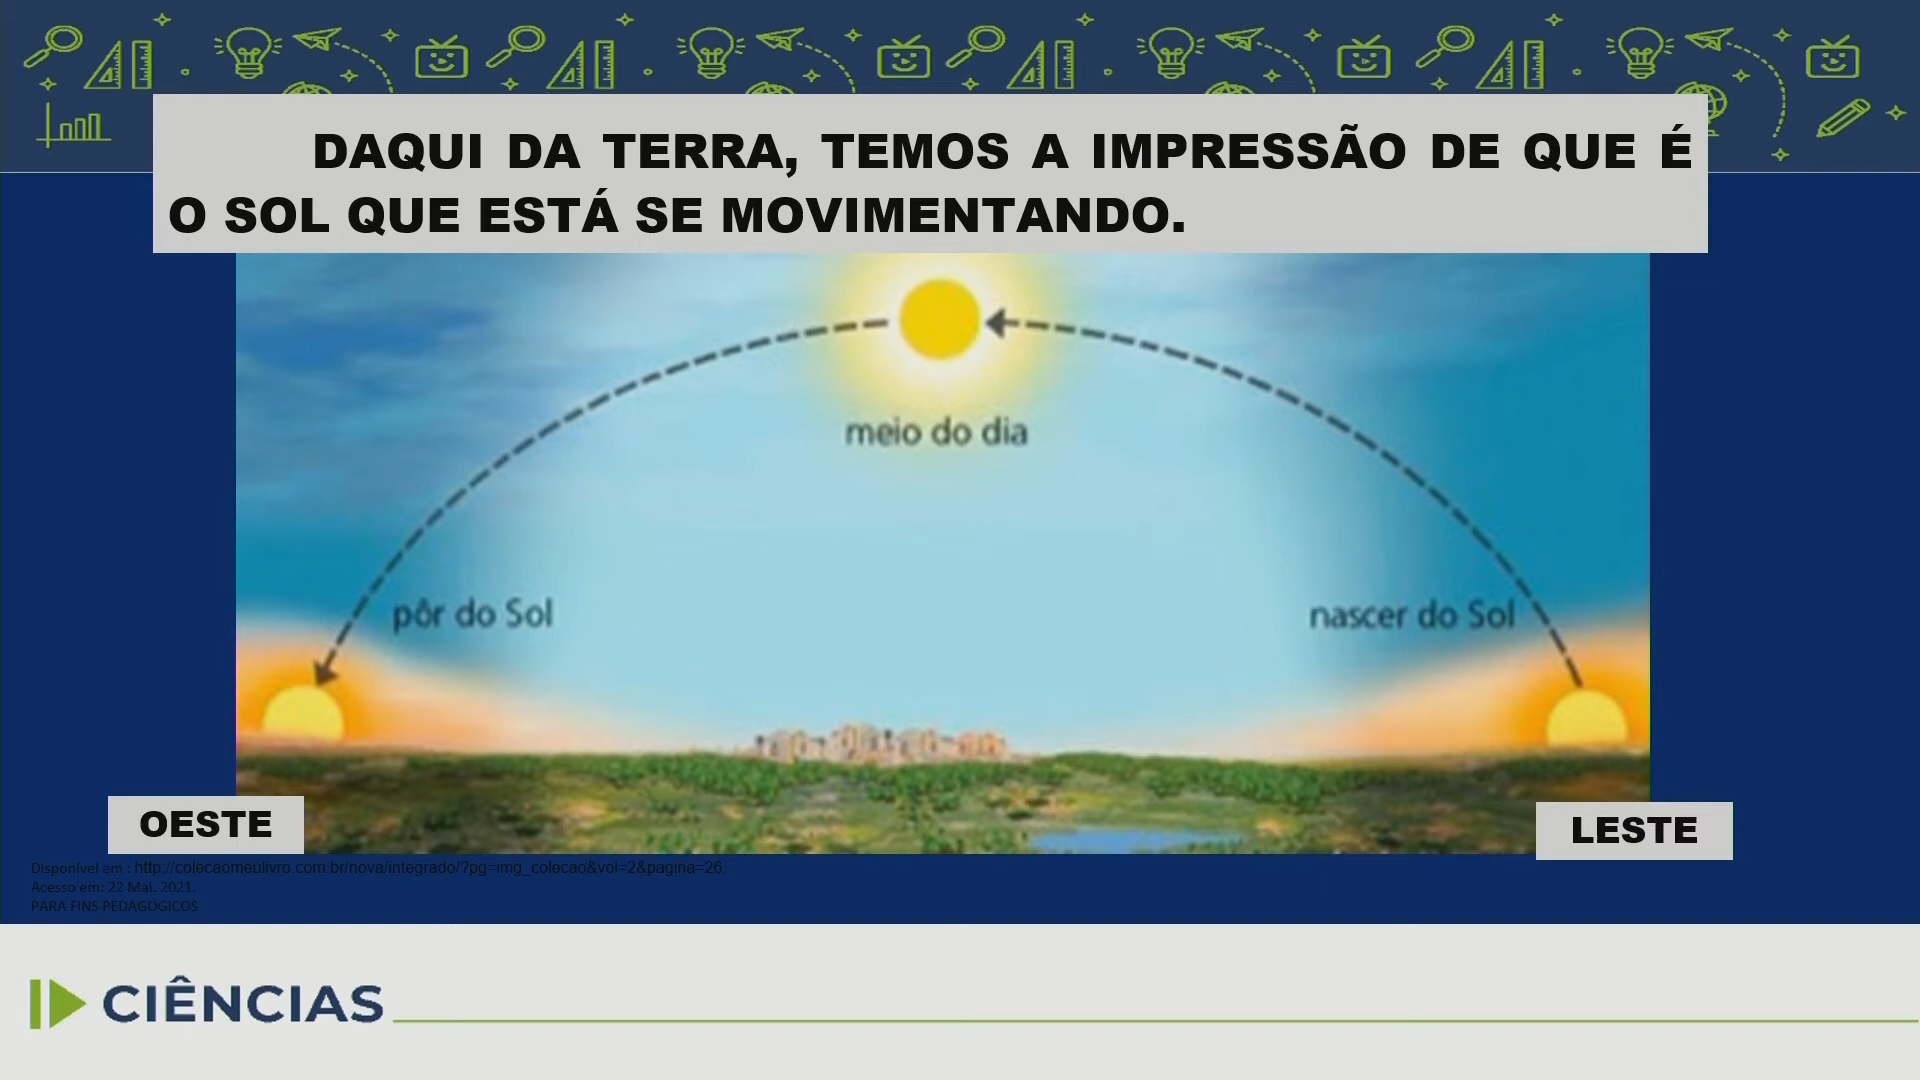 DAQUI DA TERRA, TEMOS A IMPRESSÃO DE QUE É
O SOL QUE ESTÁ SE MOVIMENTANDO.
meio do dia
pôr do Sol
nascer do Sol
OESTE
LESTE
Disponível em : http://colecaomeulivro.com.br/nova/integrado/?pg=img_colecao&vol=2&pagina=26.
Acesso em: 22 Mai. 2021.
PARA FINS PEDAGÓGICOS
CIÊNCIAS